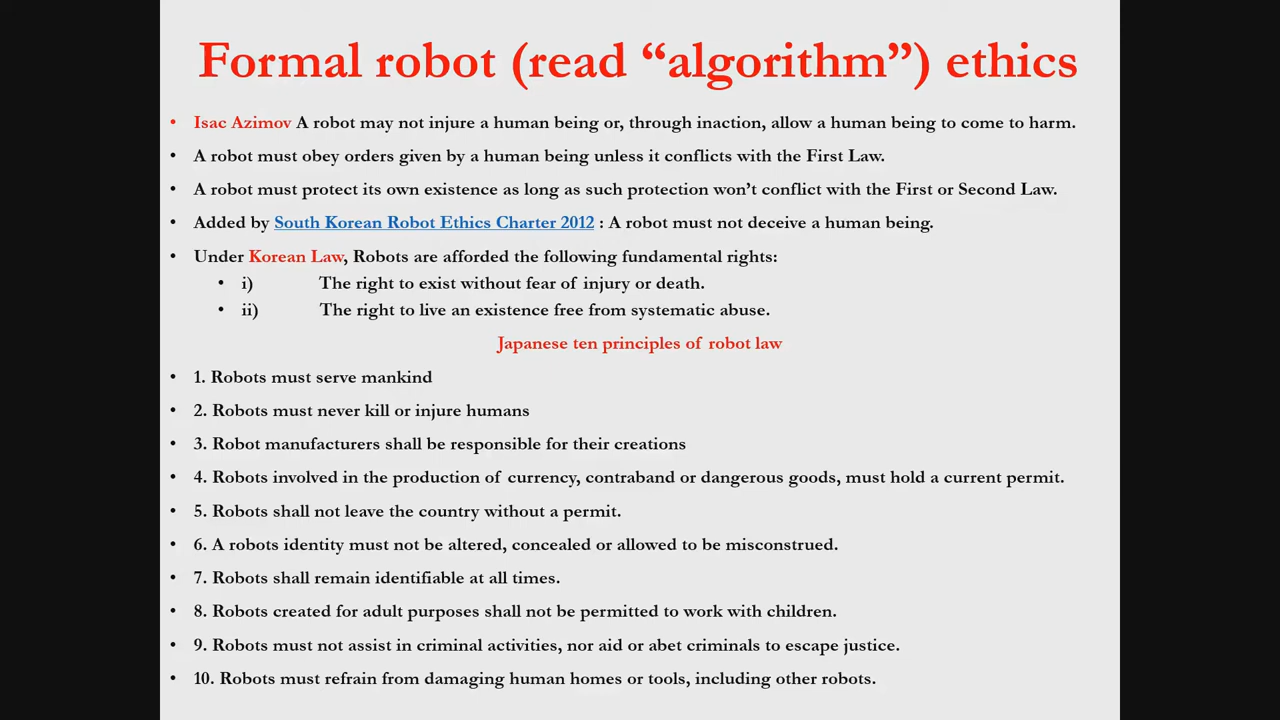 Formal robot (read “algorithm”) ethics
• Isac Azimov A robot may not injure a human being or, through inaction, allow a human being to come to harm.
• A robot must obey orders given by a human being unless it conflicts with the First Law.
• A robot must protect its own existence as long as such protection won’t conflict with the First or Second Law.
• Added by South Korean Robot Ethics Charter 2012 : A robot must not deceive a human being.
• Under Korean Law, Robots are afforded the following fundamental rights:
• i) The right to exist without fear of injury or death.
• ii) The right to live an existence free from systematic abuse.
Japanese ten principles of robot law
• 1. Robots must serve mankind
• 2. Robots must never kill or injure humans
• 3. Robot manufacturers shall be responsible for their creations
• 4. Robots involved in the production of currency, contraband or dangerous goods, must hold a current permit.
• 5. Robots shall not leave the country without a permit.
• 6. A robots identity must not be altered, concealed or allowed to be misconstrued.
• 7. Robots shall remain identifiable at all times.
• 8. Robots created for adult purposes shall not be permitted to work with children.
• 9. Robots must not assist in criminal activities, nor aid or abet criminals to escape justice.
• 10. Robots must refrain from damaging human homes or tools, including other robots.